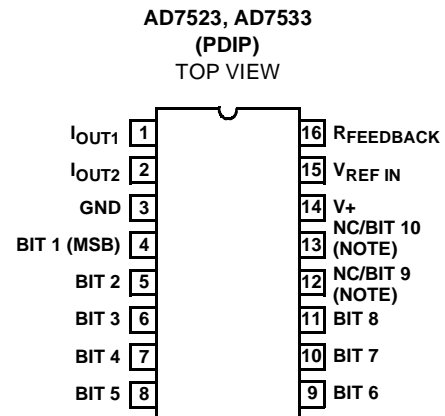 AD7523, AD7533
(PDIP)
TOP VIEW
IOUT1 1
IOUT2 2
GND 3
BIT 1 (MSB) 4
BIT 2 5
BIT 3 6
BIT 4 7
BIT 5 8
16 RFEEDBACK
15 VREF IN
14 V+
13 NC/BIT 10
(NOTE)
12 NC/BIT 9
(NOTE)
11 BIT 8
10 BIT 7
9 BIT 6